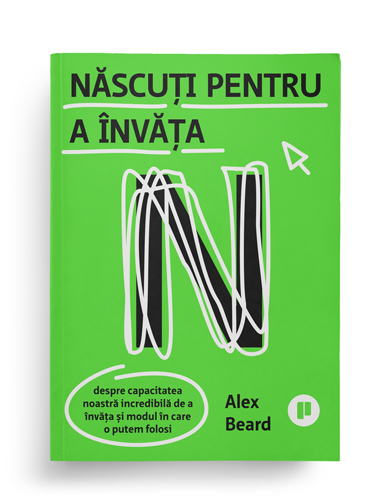 NĂSCUȚI PENTRU
A ÎNVĂȚA
N
despre capacitatea
noastră incredibilă de a
învăța și modul în care
o putem folosi
Alex
Beard